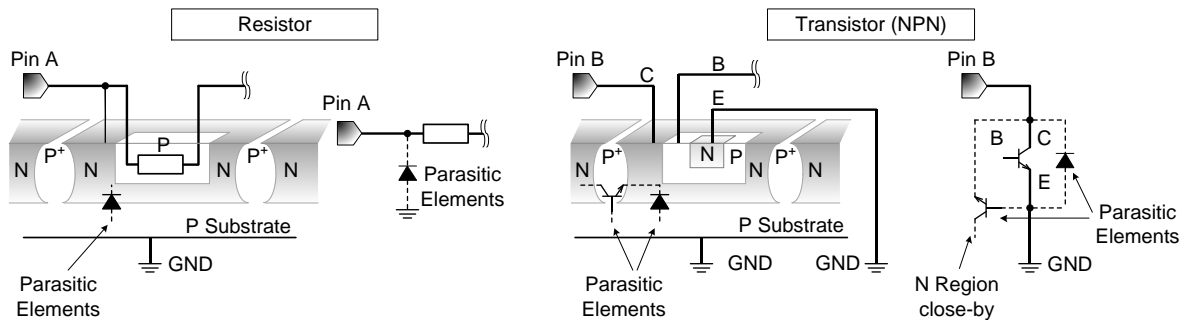 Resistor
Transistor (NPN)
Pin A
Pin A
N
P+
N
P
N
P+
N
Parasitic
Elements
P Substrate
GND
Parasitic
Elements
Pin B
C
B
E
N
P+
N
N
P
N
P+
N
P Substrate
GND
GND
Parasitic
Elements
Pin B
B
C
E
Parasitic
Elements
GND
N Region
close-by